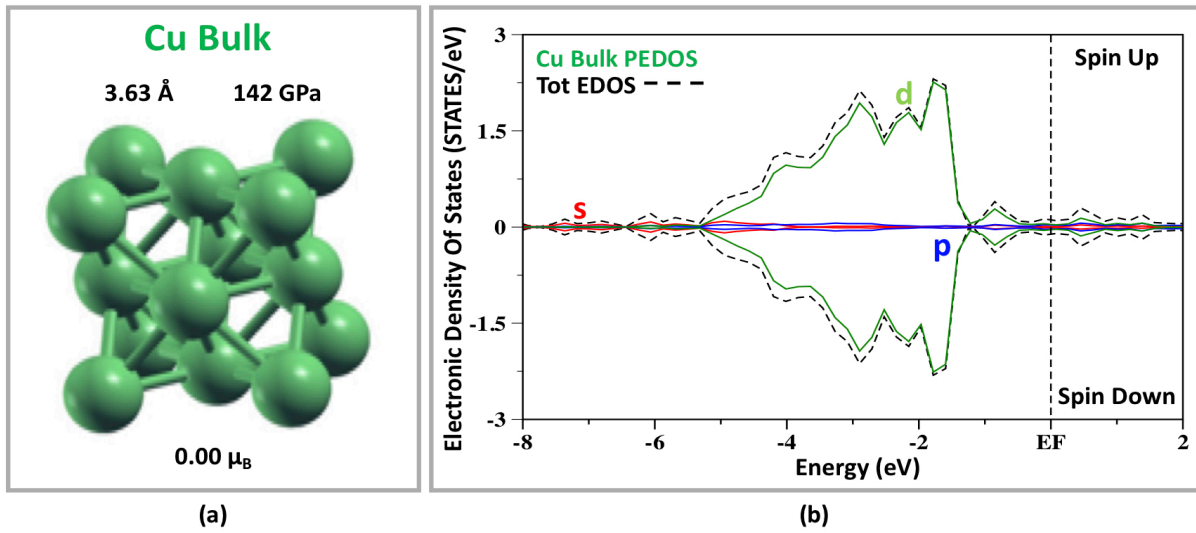 Cu Bulk
3.63 Å 142 GPa
0.00 μB
(a)
Electronic Density Of States (STATES/eV)
3
1.5
0
-1.5
-3
Cu Bulk PEDOS
Tot EDOS
Spin Up
d
s
p
Spin Down
-8 -6 -4 -2 EF 2
Energy (eV)
(b)